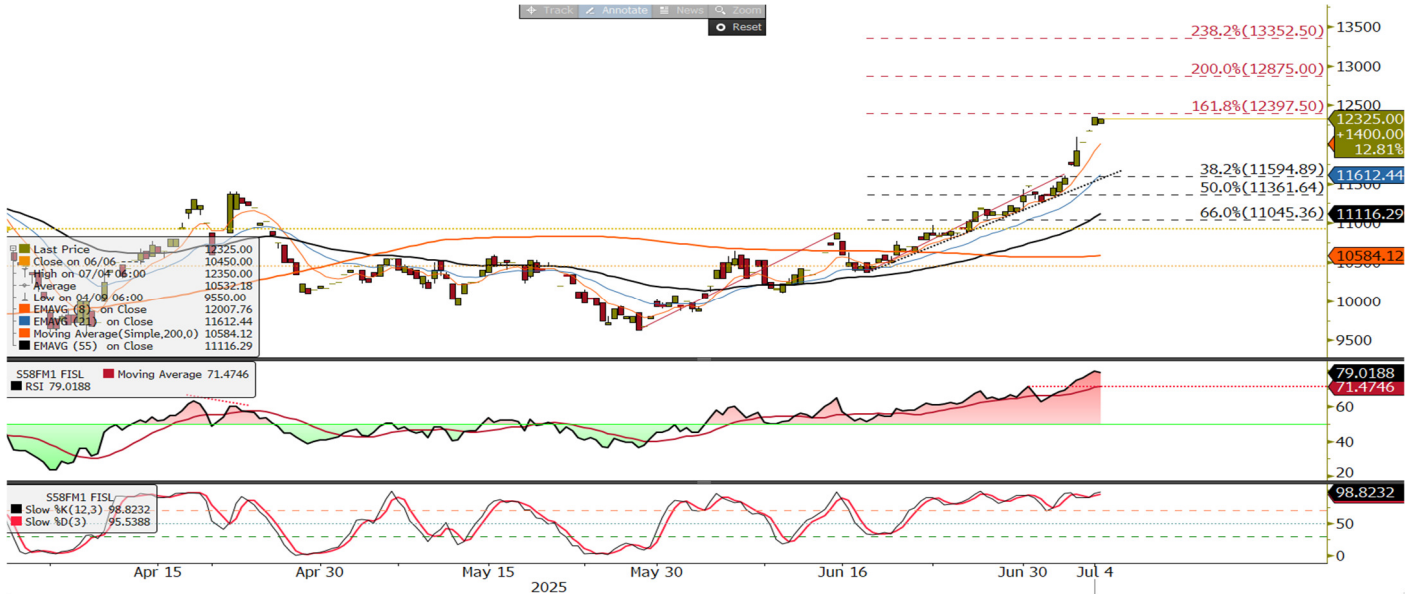 Track Annotate News Zoom
Reset
238.2%(13352.50)
200.0%(12875.00)
161.8%(12397.50)
38.2%(11594.89)
50.0%(11361.64)
66.0%(11045.36)
13500
13000
12500
12325.00
+1400.00
12.81%
11612.44
11500
11116.29
11000
10584.12
10500
10000
9500
Last Price 12325.00
Close on 06/06 10450.00
High on 07/04 06:00 12350.00
Average 10532.18
Low on 04/09 06:00 9550.00
EMAVG (8) on Close 12007.76
EMAVG (21) on Close 11612.44
Moving Average(Simple,200,0) 10584.12
EMAVG (55) on Close 11116.29
S58FM1 FISL Moving Average 71.4746
RSI 79.0188
79.0188
71.4746
60
40
20
S58FM1 FISL
Slow %K(12,3) 98.8232
Slow %D(3) 95.5388
98.8232
50
0
Apr 15 Apr 30 May 15 May 30 Jun 16 Jun 30 Jul 4
2025